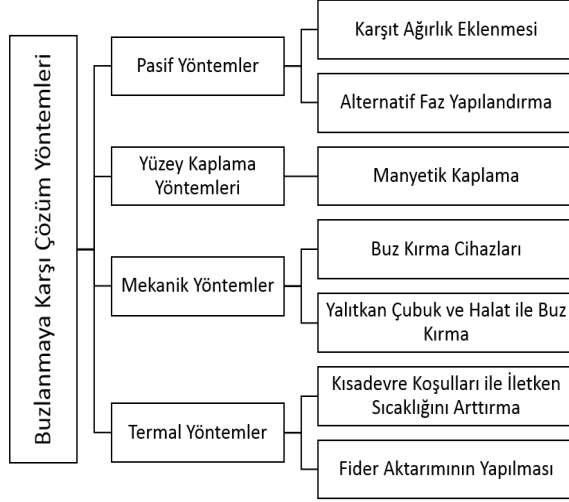 Buzlanmaya Karşı Çözüm Yöntemleri
Pasif Yöntemler
Karşıt Ağırlık Eklenmesi
Alternatif Faz Yapılandırma
Yüzey Kaplama
Yöntemleri
Manyetik Kaplama
Mekanik Yöntemler
Buz Kırma Cihazları
Yalıtkan Çubuk ve Halat ile Buz
Kırma
Termal Yöntemler
Kısadevre Koşulları ile İletken
Sıcaklığını Arttırma
Fider Aktarımının Yapılması